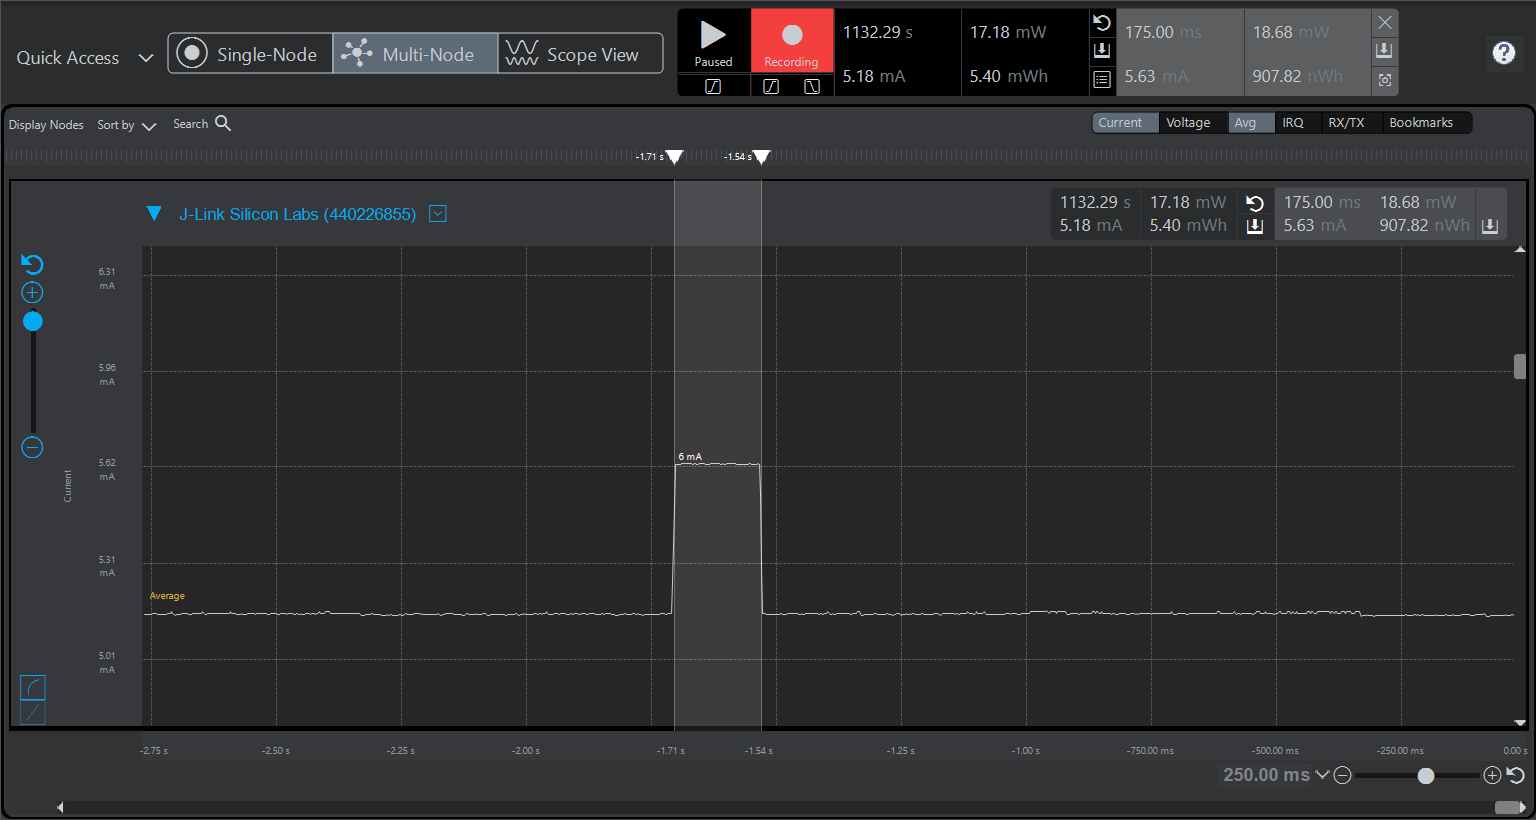 Quick Access
Single-Node
Multi-Node
Scope View
Paused
Recording
1132.29 s
17.18 mW
5.18 mA
5.40 mWh
175.00 ms
18.68 mW
5.63 mA
907.82 nWh
?
Display Nodes Sort by Search
Current Voltage Avg IRQ RX/TX Bookmarks
-1.71 s
-1.54 s
J-Link Silicon Labs (440226855)
1132.29 s 17.18 mW 175.00 ms 18.68 mW
5.18 mA 5.40 mWh 5.63 mA 907.82 nWh
6.31
mA
5.96
mA
5.62
mA
5.31
mA
5.01
mA
Current
6 mA
Average
-2.75 s -2.50 s -2.25 s -2.00 s -1.71 s -1.54 s -1.25 s -1.00 s -750.00 ms -500.00 ms -250.00 ms 0.00 s
250.00 ms